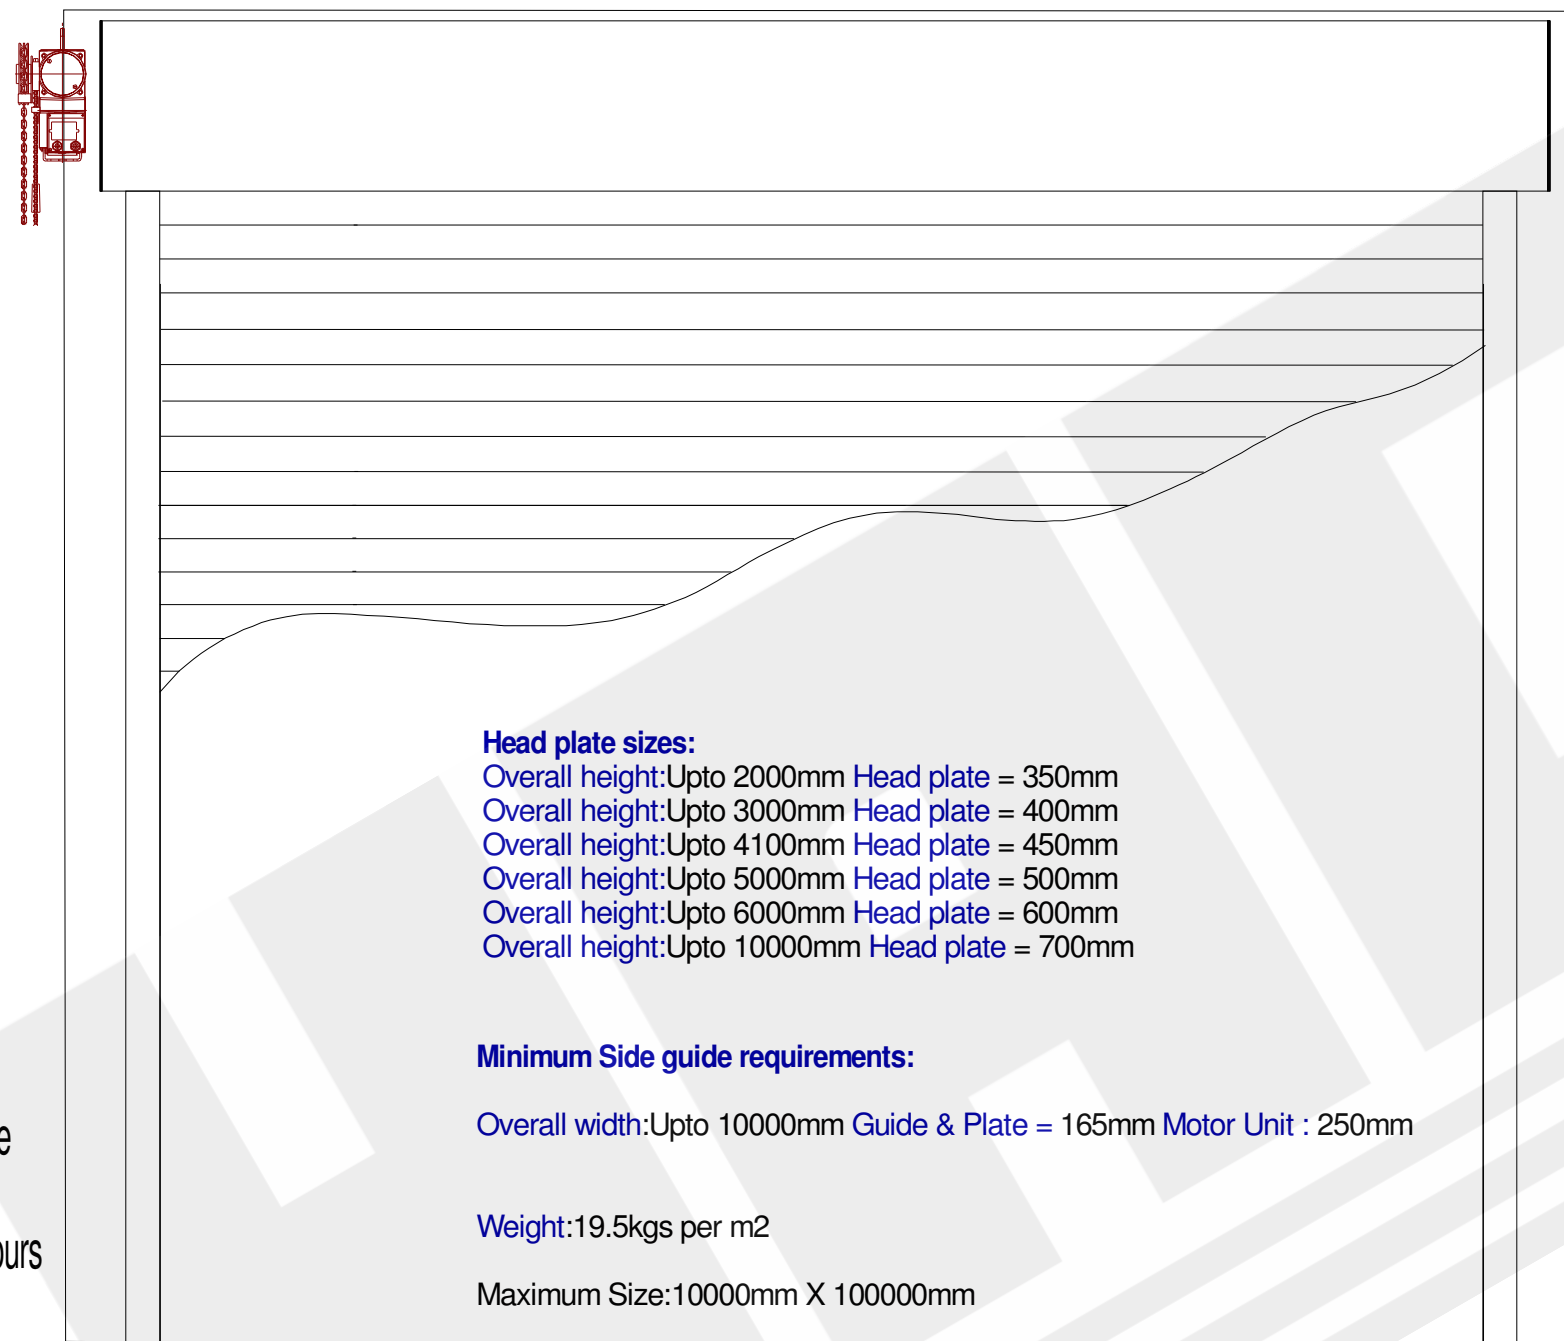 Head plate sizes:
Overall height:Upto 2000mm Head plate = 350mm
Overall height:Upto 3000mm Head plate = 400mm
Overall height:Upto 4100mm Head plate = 450mm
Overall height:Upto 5000mm Head plate = 500mm
Overall height:Upto 6000mm Head plate = 600mm
Overall height:Upto 10000mm Head plate = 700mm
Minimum Side guide requirements:
Overall width:Upto 10000mm Guide & Plate = 165mm Motor Unit : 250mm
e
Weight:19.5kgs per m2
ours
Maximum Size:10000mm X 100000mm